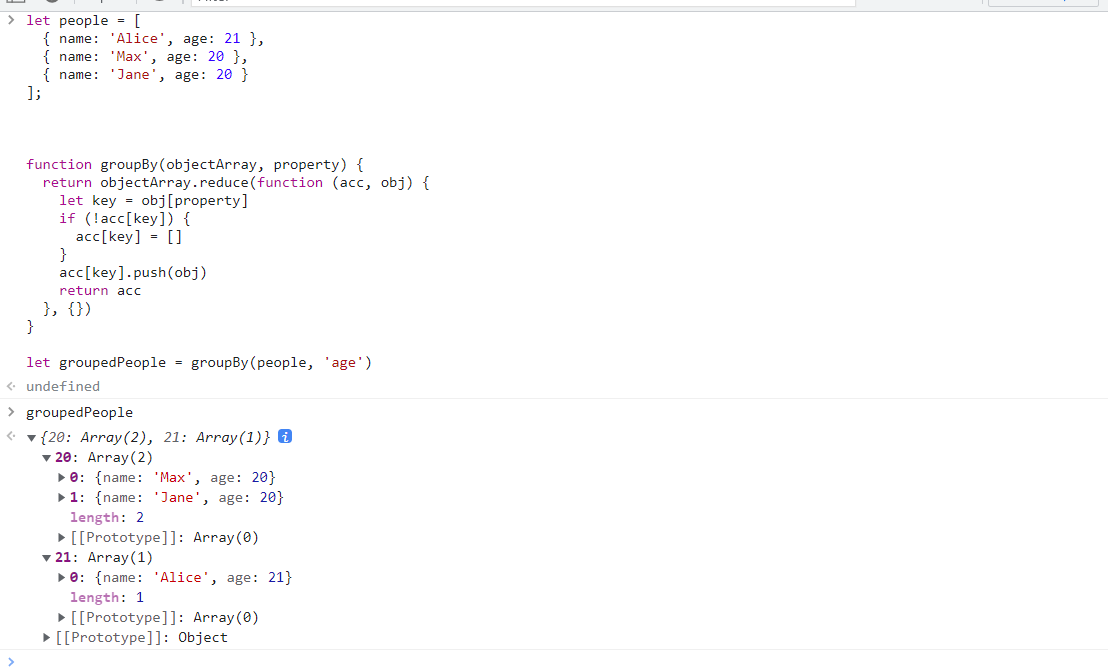 let people = [
{ name: 'Alice', age: 21 },
{ name: 'Max', age: 20 },
{ name: 'Jane', age: 20 }
];
function groupBy(objectArray, property) {
return objectArray.reduce(function (acc, obj) {
let key = obj[property]
if (!acc[key]) {
acc[key] = []
}
acc[key].push(obj)
return acc
}, {})
}
let groupedPeople = groupBy(people, 'age')
undefined
groupedPeople
{20: Array(2), 21: Array(1)}
20: Array(2)
0: {name: 'Max', age: 20}
1: {name: 'Jane', age: 20}
length: 2
[[Prototype]]: Array(0)
21: Array(1)
0: {name: 'Alice', age: 21}
length: 1
[[Prototype]]: Array(0)
[[Prototype]]: Object